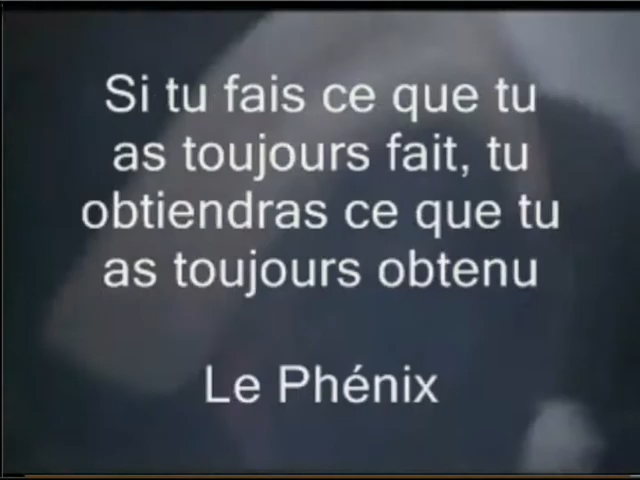 Si tu fais ce que tu
as toujours fait, tu
obtiendras ce que tu
as toujours obtenu
Le Phénix